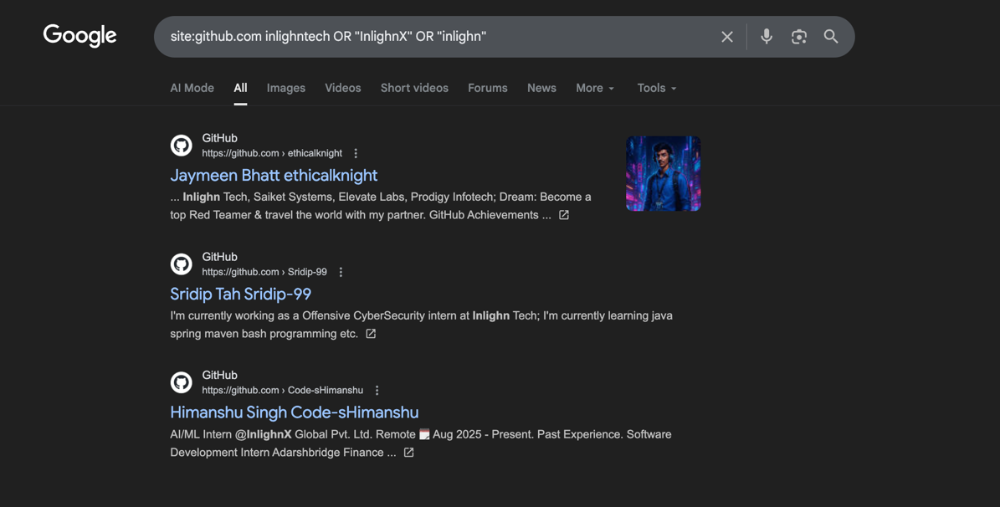 Google
site:github.com inlighntech OR "InlighnX" OR "inlighn"
AI Mode All Images Videos Short videos Forums News More Tools
GitHub
https://github.com › ethicalknight
Jaymeen Bhatt ethicalknight
... Inlighn Tech, Saiket Systems, Elevate Labs, Prodigy Infotech; Dream: Become a
top Red Teamer & travel the world with my partner. GitHub Achievements ...
GitHub
https://github.com › Sridip-99
Sridip Tah Sridip-99
I'm currently working as a Offensive CyberSecurity intern at Inlighn Tech; I'm currently learning java
spring maven bash programming etc.
GitHub
https://github.com › Code-sHimanshu
Himanshu Singh Code-sHimanshu
AI/ML Intern @InlighnX Global Pvt. Ltd. Remote 🗓️ Aug 2025 - Present. Past Experience. Software
Development Intern Adarshbridge Finance ...